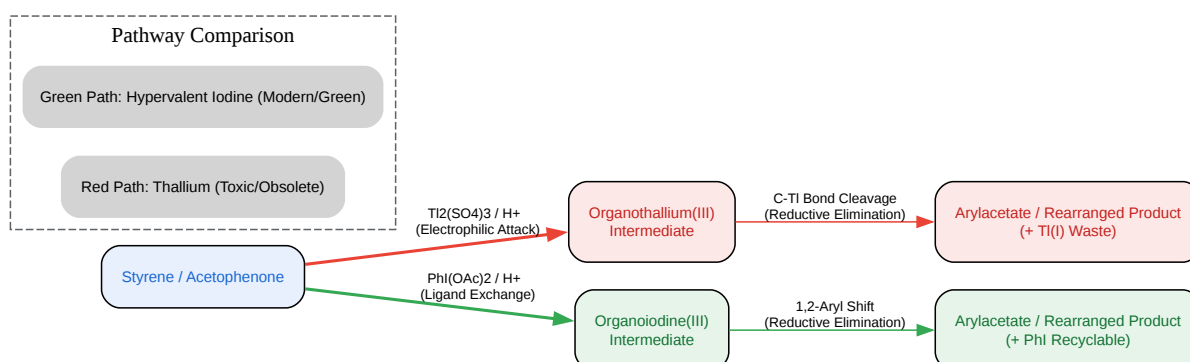 Pathway Comparison
Green Path: Hypervalent Iodine (Modern/Green)
Red Path: Thallium (Toxic/Obsolete)
Styrene / Acetophenone
Tl2(SO4)3 / H+
(Electrophilic Attack)
Organothallium(III)
Intermediate
C-Tl Bond Cleavage
(Reductive Elimination)
Arylacetate / Rearranged Product
(+ Tl(I) Waste)
PhI(OAc)2 / H+
(Ligand Exchange)
Organoiodine(III)
Intermediate
1,2-Aryl Shift
(Reductive Elimination)
Arylacetate / Rearranged Product
(+ PhI Recyclable)